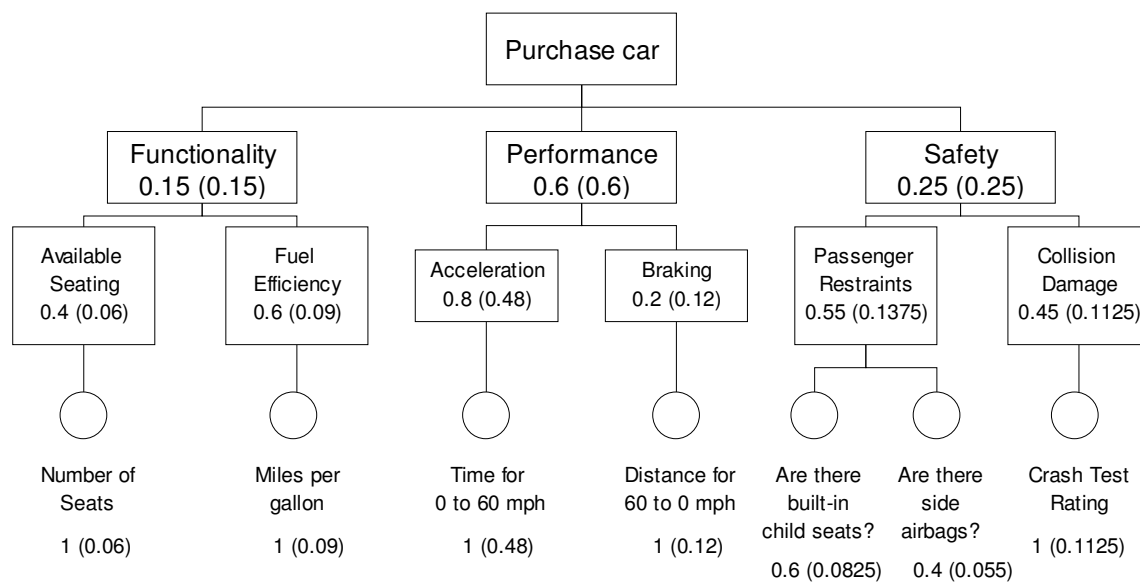 Purchase car
Functionality
0.15 (0.15)
Performance
0.6 (0.6)
Safety
0.25 (0.25)
Available
Seating
0.4 (0.06)
Fuel
Efficiency
0.6 (0.09)
Acceleration
0.8 (0.48)
Braking
0.2 (0.12)
Passenger
Restraints
0.55 (0.1375)
Collision
Damage
0.45 (0.1125)
Number of
Seats
1 (0.06)
Miles per
gallon
1 (0.09)
Time for
0 to 60 mph
1 (0.48)
Distance for
60 to 0 mph
1 (0.12)
Are there
built-in
child seats?
0.6 (0.0825)
Are there
side
airbags?
0.4 (0.055)
Crash Test
Rating
1 (0.1125)